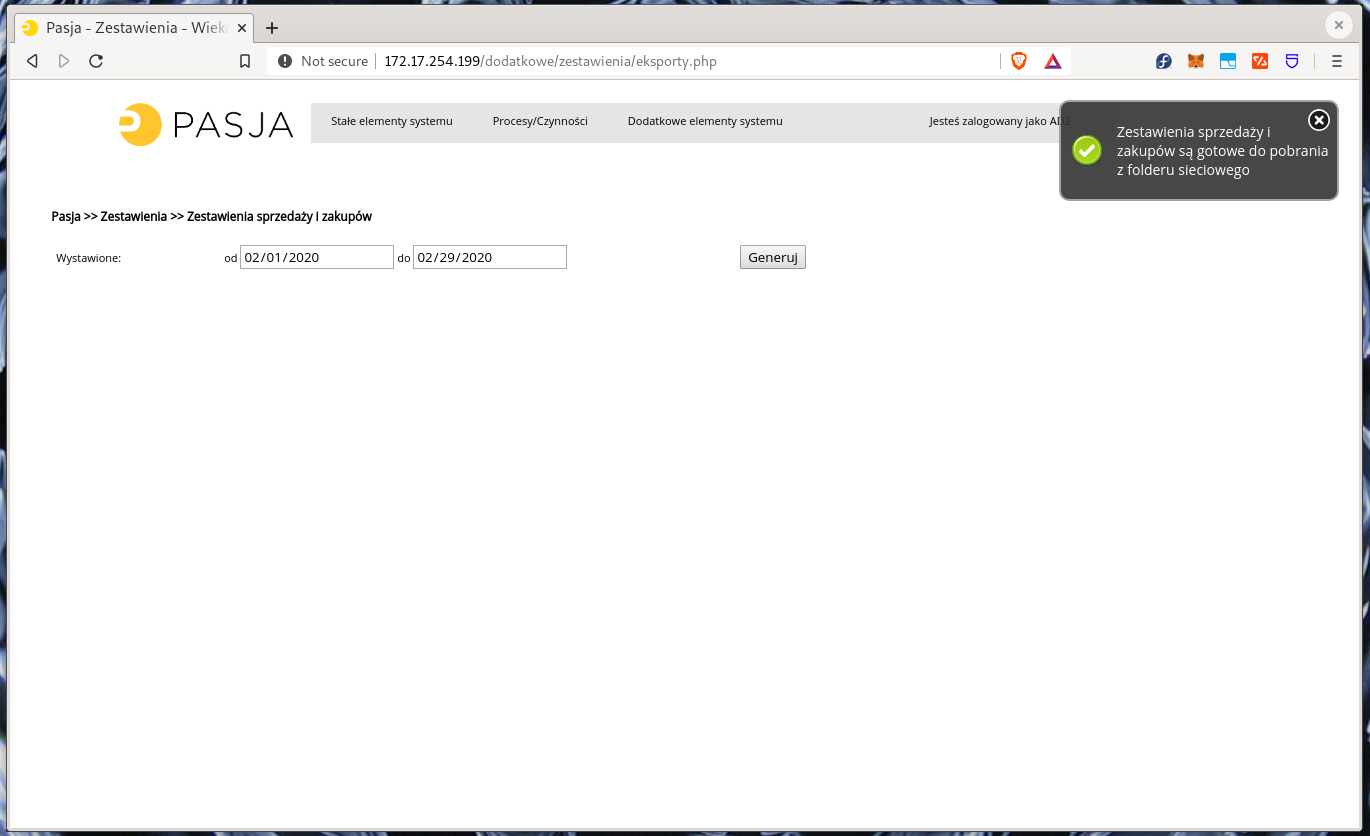 Pasja - Zestawienia - Wiek
Not secure 172.17.254.199/dodatkowe/zestawienia/eksporty.php
PASJA
Stałe elementy systemu Procesy/Czynności Dodatkowe elementy systemu Jesteś zalogowany jako
Zestawienia sprzedaży i
zakupów są gotowe do pobrania
z folderu sieciowego
Pasja >> Zestawienia >> Zestawienia sprzedaży i zakupów
Wystawione: od 02/01/2020 do 02/29/2020 Generuj